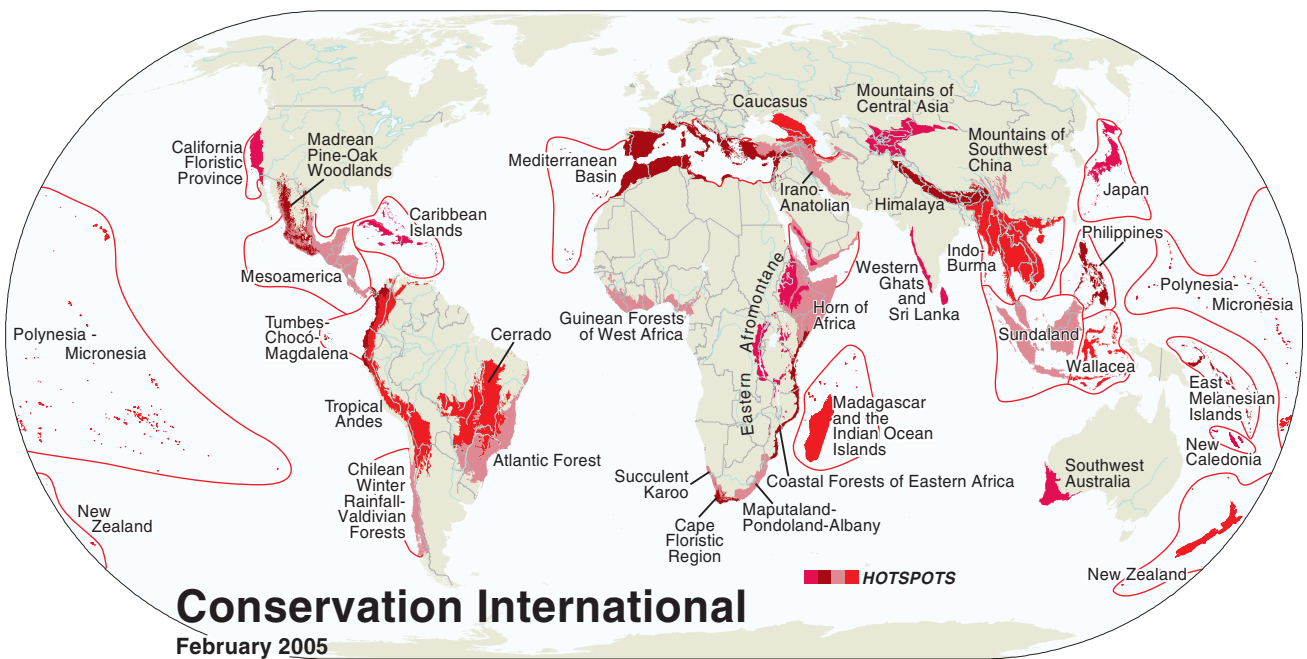 Caucasus
Mountains of
Central Asia
California
Floristic
Province
Madrean
Pine-Oak
Woodlands
Mediterranean
Basin
Mountains of
Southwest
China
Irano-
Anatolian
Himalaya
Japan
Caribbean
Islands
Philippines
Mesoamerica
Indo-
Burma
Western
Ghats
and
Sri Lanka
Polynesia-
Micronesia
Eastern Afromontane
Horn of
Africa
Guinean Forests
of West Africa
Tumbes-
Chocó-
Magdalena
Cerrado
Polynesia -
Micronesia
Sundaland
Wallacea
East
Melanesian
Islands
Tropical
Andes
Madagascar
and the
Indian Ocean
Islands
New
Caledonia
Atlantic Forest
Chilean
Winter
Rainfall-
Valdivian
Forests
Succulent
Karoo
Coastal Forests of Eastern Africa
Southwest
Australia
Maputaland-
Pondoland-Albany
Cape
Floristic
Region
New
Zealand
New Zealand
HOTSPOTS
Conservation International
February 2005